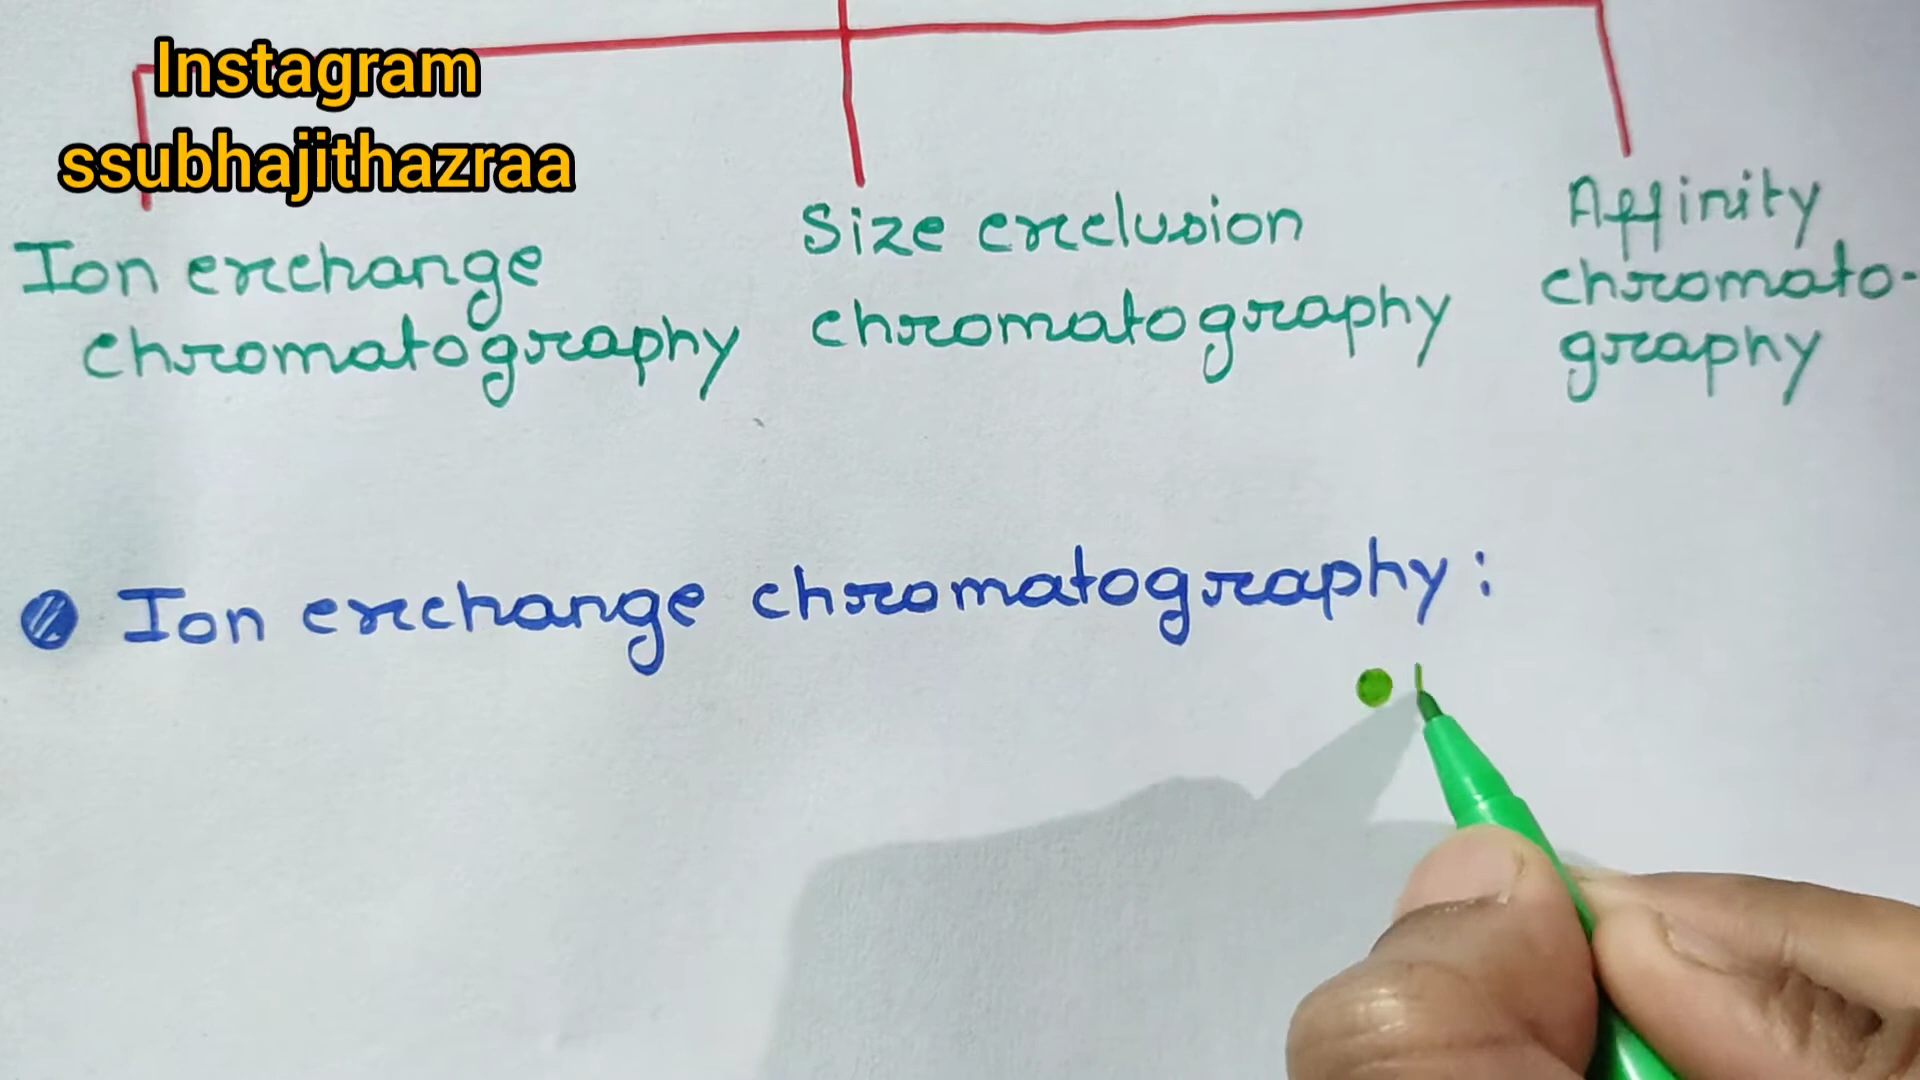 Instagram
ssubhajithazraa
Ion exchange
chromatography
Size exclusion
chromatography
Affinity
chromato-
graphy
Ion exchange chromatography: